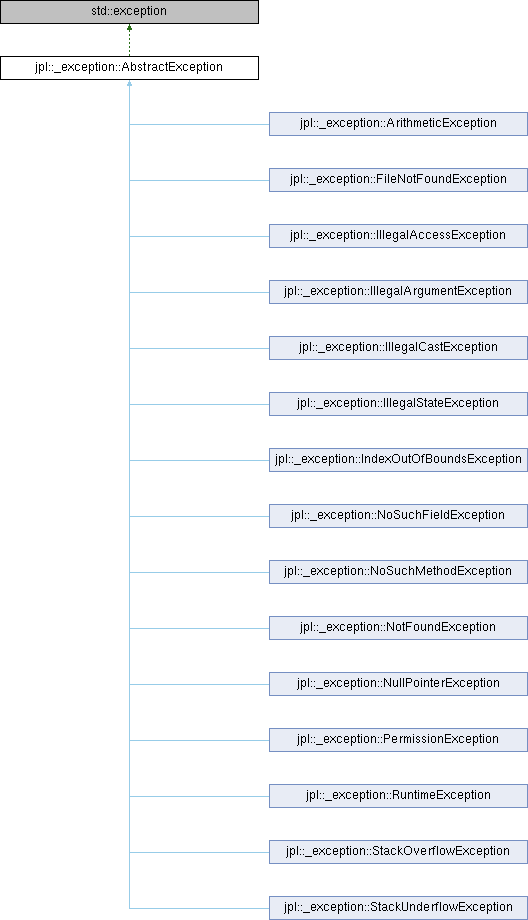 std::exception
jpl::_exception::AbstractException
jpl::_exception::ArithmeticException
jpl::_exception::FileNotFoundException
jpl::_exception::IllegalAccessException
jpl::_exception::IllegalArgumentException
jpl::_exception::IllegalCastException
jpl::_exception::IllegalStateException
jpl::_exception::IndexOutOfBoundsException
jpl::_exception::NoSuchFieldException
jpl::_exception::NoSuchMethodException
jpl::_exception::NotFoundException
jpl::_exception::NullPointerException
jpl::_exception::PermissionException
jpl::_exception::RuntimeException
jpl::_exception::StackOverflowException
jpl::_exception::StackUnderflowException